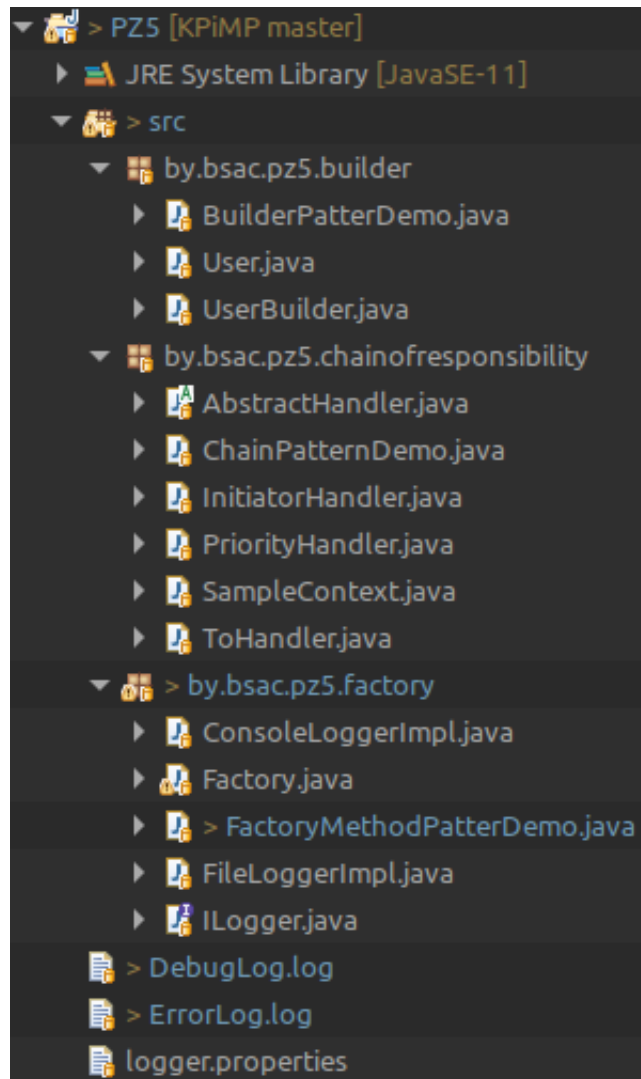 > PZ5 [KPiMP master]
JRE System Library [JavaSE-11]
> src
by.bsac.pz5.builder
BuilderPatterDemo.java
User.java
UserBuilder.java
by.bsac.pz5.chainofresponsibility
AbstractHandler.java
ChainPatternDemo.java
InitiatorHandler.java
PriorityHandler.java
SampleContext.java
ToHandler.java
> by.bsac.pz5.factory
ConsoleLoggerImpl.java
Factory.java
> FactoryMethodPatterDemo.java
FileLoggerImpl.java
ILogger.java
> DebugLog.log
> ErrorLog.log
logger.properties